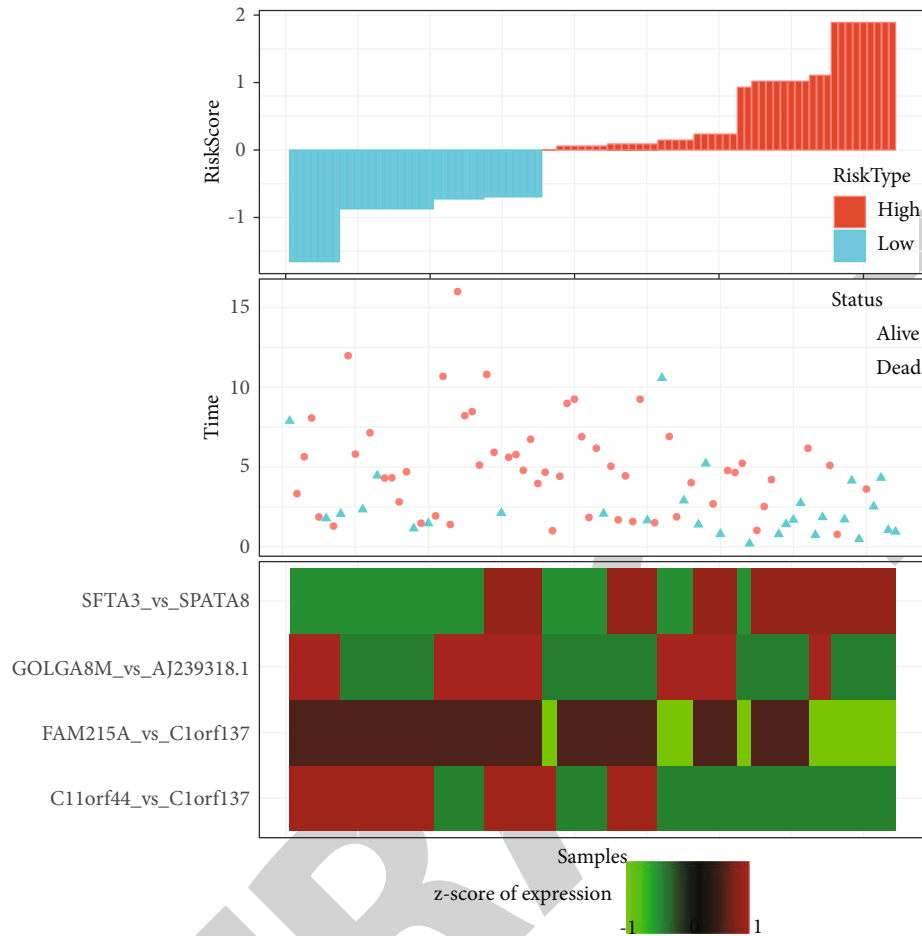 2
1
0
-1
RiskScore
RiskType
High
Low
15
10
5
0
Time
Status
Alive
Dead
SFTA3_vs_SPATA8
GOLGA8M_vs_AJ239318.1
FAM215A_vs_C1orf137
C11orf44_vs_C1orf137
Samples
z-score of expression
-1 0 1